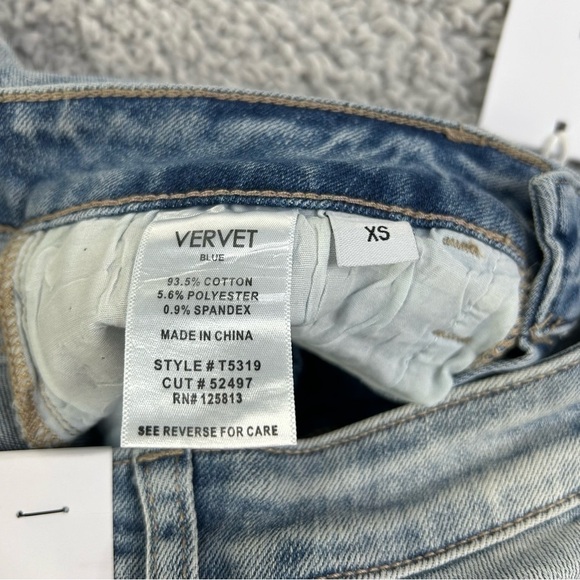 VERVET
BLUE
93.5% COTTON
5.6% POLYESTER
0.9% SPANDEX
MADE IN CHINA
STYLE # T5319
CUT # 52497
RN# 125813
SEE REVERSE FOR CARE
XS